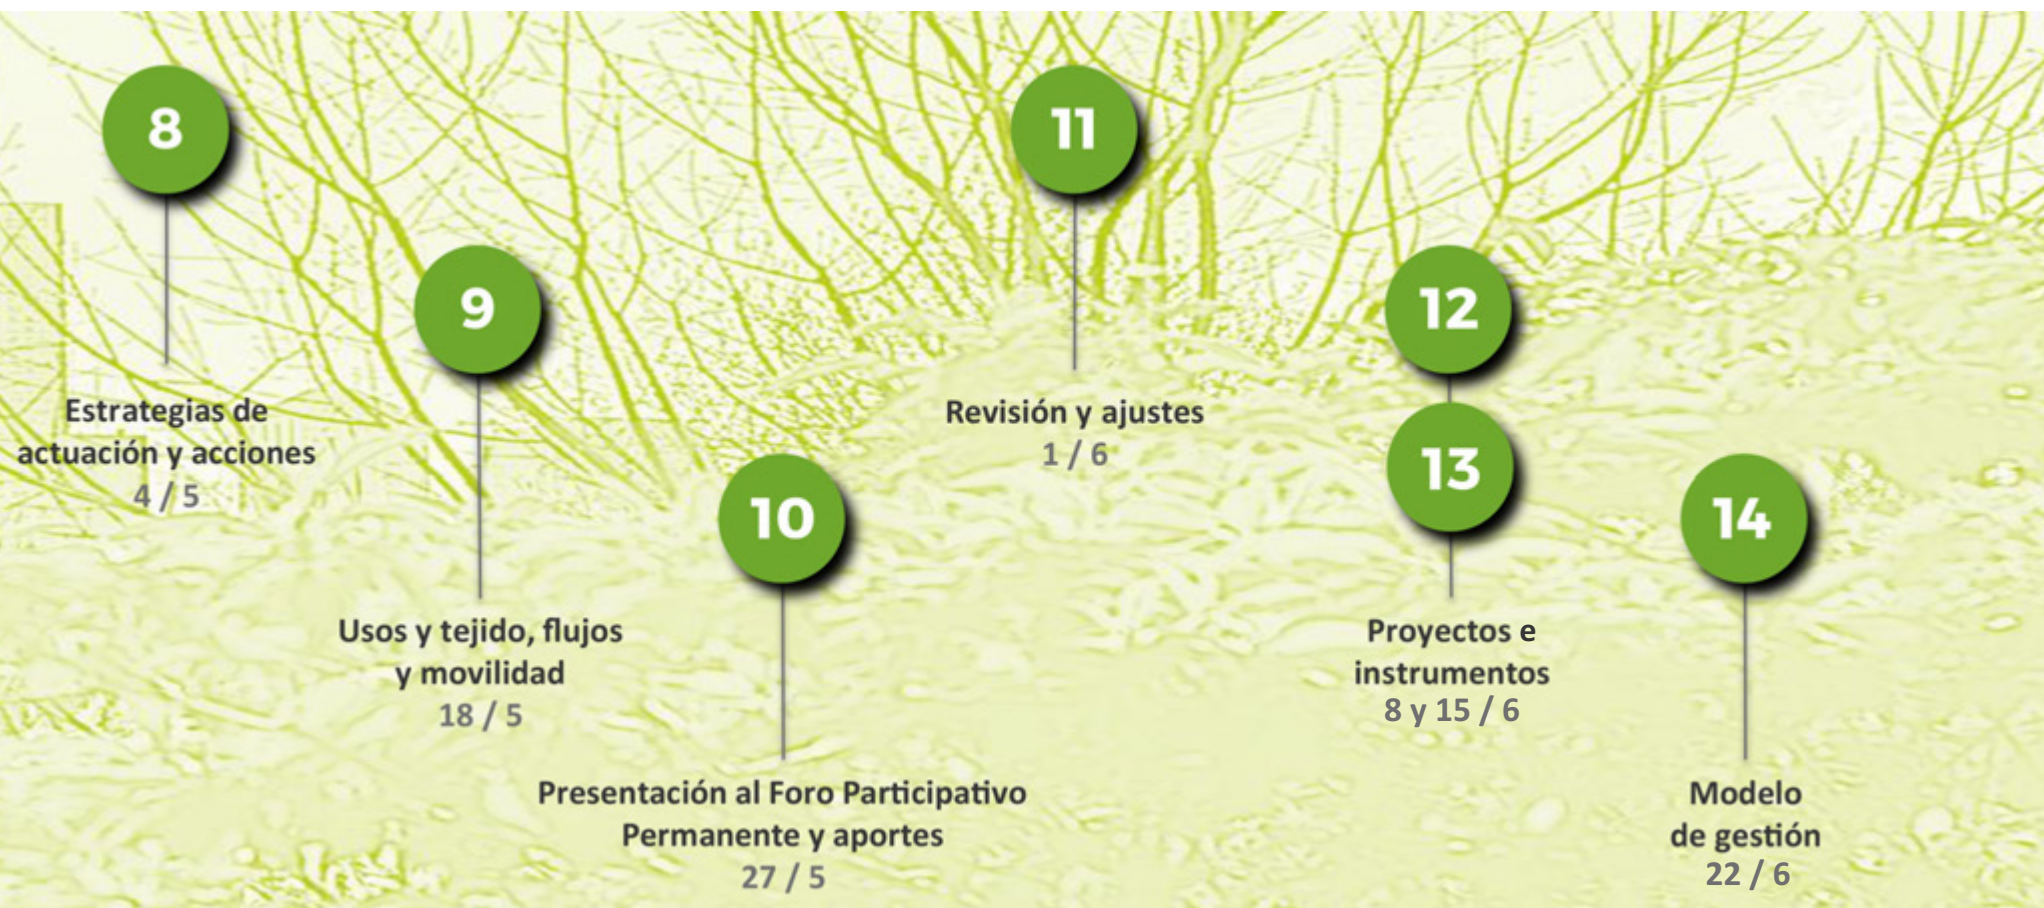 8
Estrategias de
actuación y acciones
4 / 5
9
Usos y tejido, flujos
y movilidad
18 / 5
10
Presentación al Foro Participativo
Permanente y aportes
27 / 5
11
Revisión y ajustes
1 / 6
12
13
Proyectos e
instrumentos
8 y 15 / 6
14
Modelo
de gestión
22 / 6